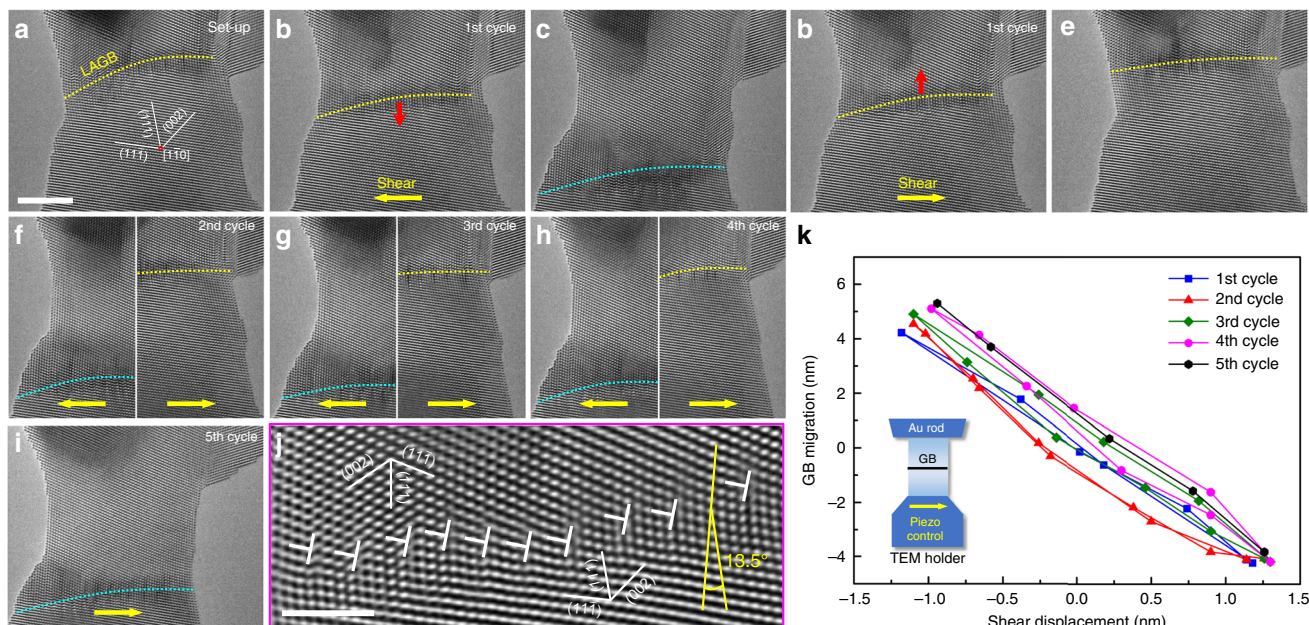 a
Set-up
LAGB
(111)
(002)
(111)
[110]
b
1st cycle
Shear
c
b
1st cycle
Shear
e
f
2nd cycle
g
3rd cycle
h
4th cycle
i
5th cycle
j
(002)
(111)
(111)
13.5°
(111)
(111)
(002)
k
GB migration (nm)
6
4
2
0
–2
–4
1st cycle
2nd cycle
3rd cycle
4th cycle
5th cycle
Au rod
GB
Piezo
control
TEM holder
–1.5
–1.0
–0.5
0.0
0.5
1.0
1.5
Shear displacement (nm)